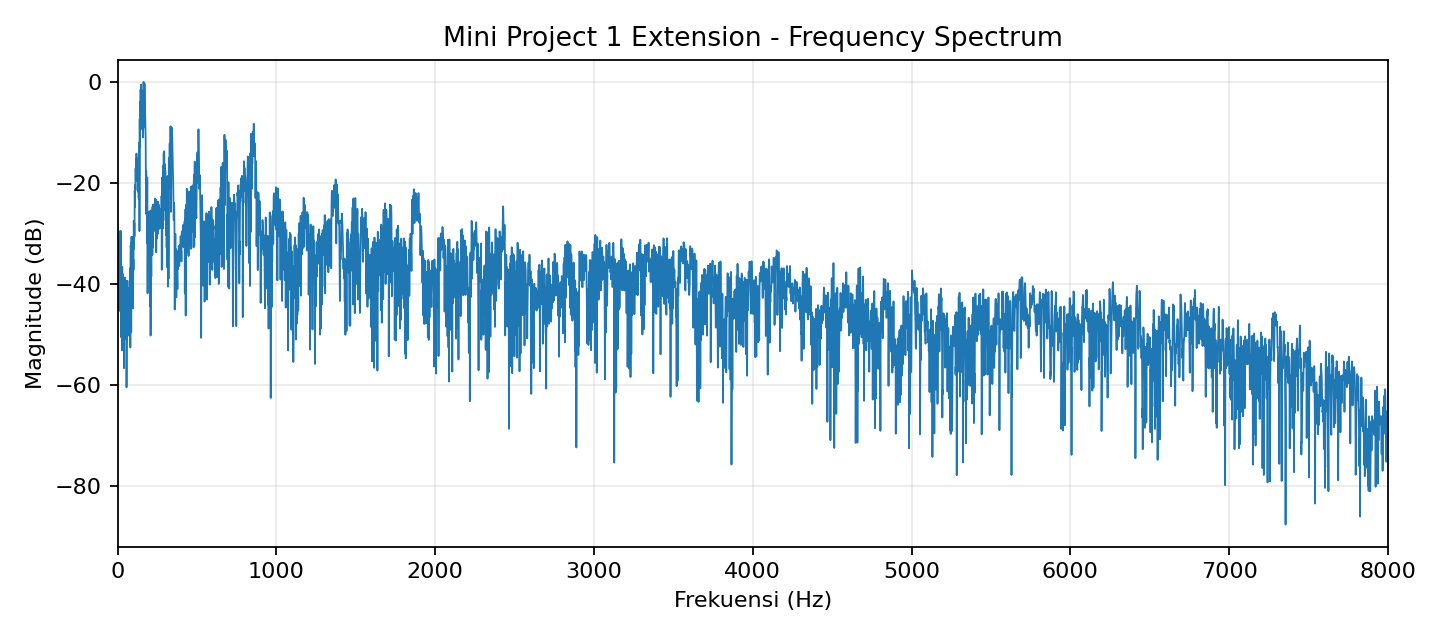 Mini Project 1 Extension - Frequency Spectrum
Magnitude (dB)
0
−20
−40
−60
−80
0 1000 2000 3000 4000 5000 6000 7000 8000
Frekuensi (Hz)